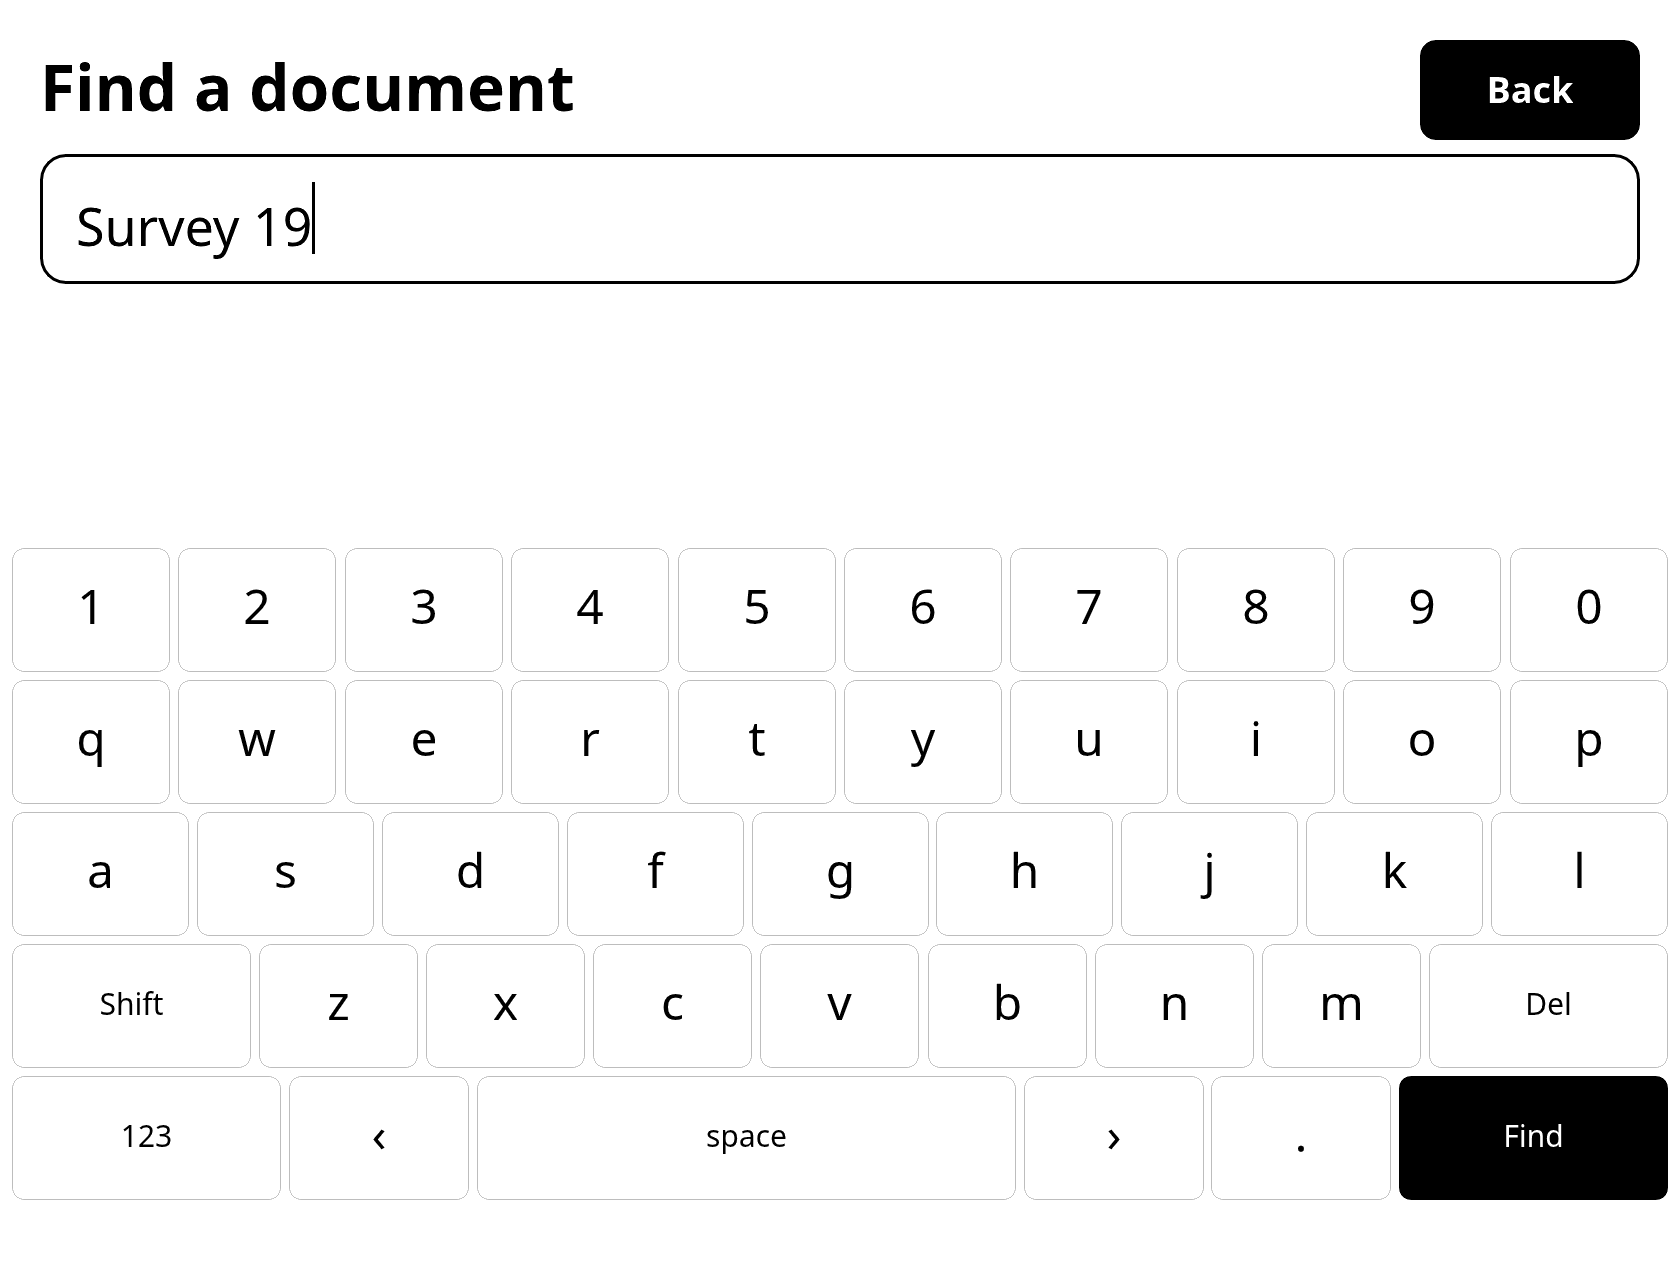 Find a document
Back
Survey 19
1 2 3 4 5 6 7 8 9 0
q w e r t y u i o p
a s d f g h j k l
Shift z x c v b n m Del
123 ‹ space › . Find